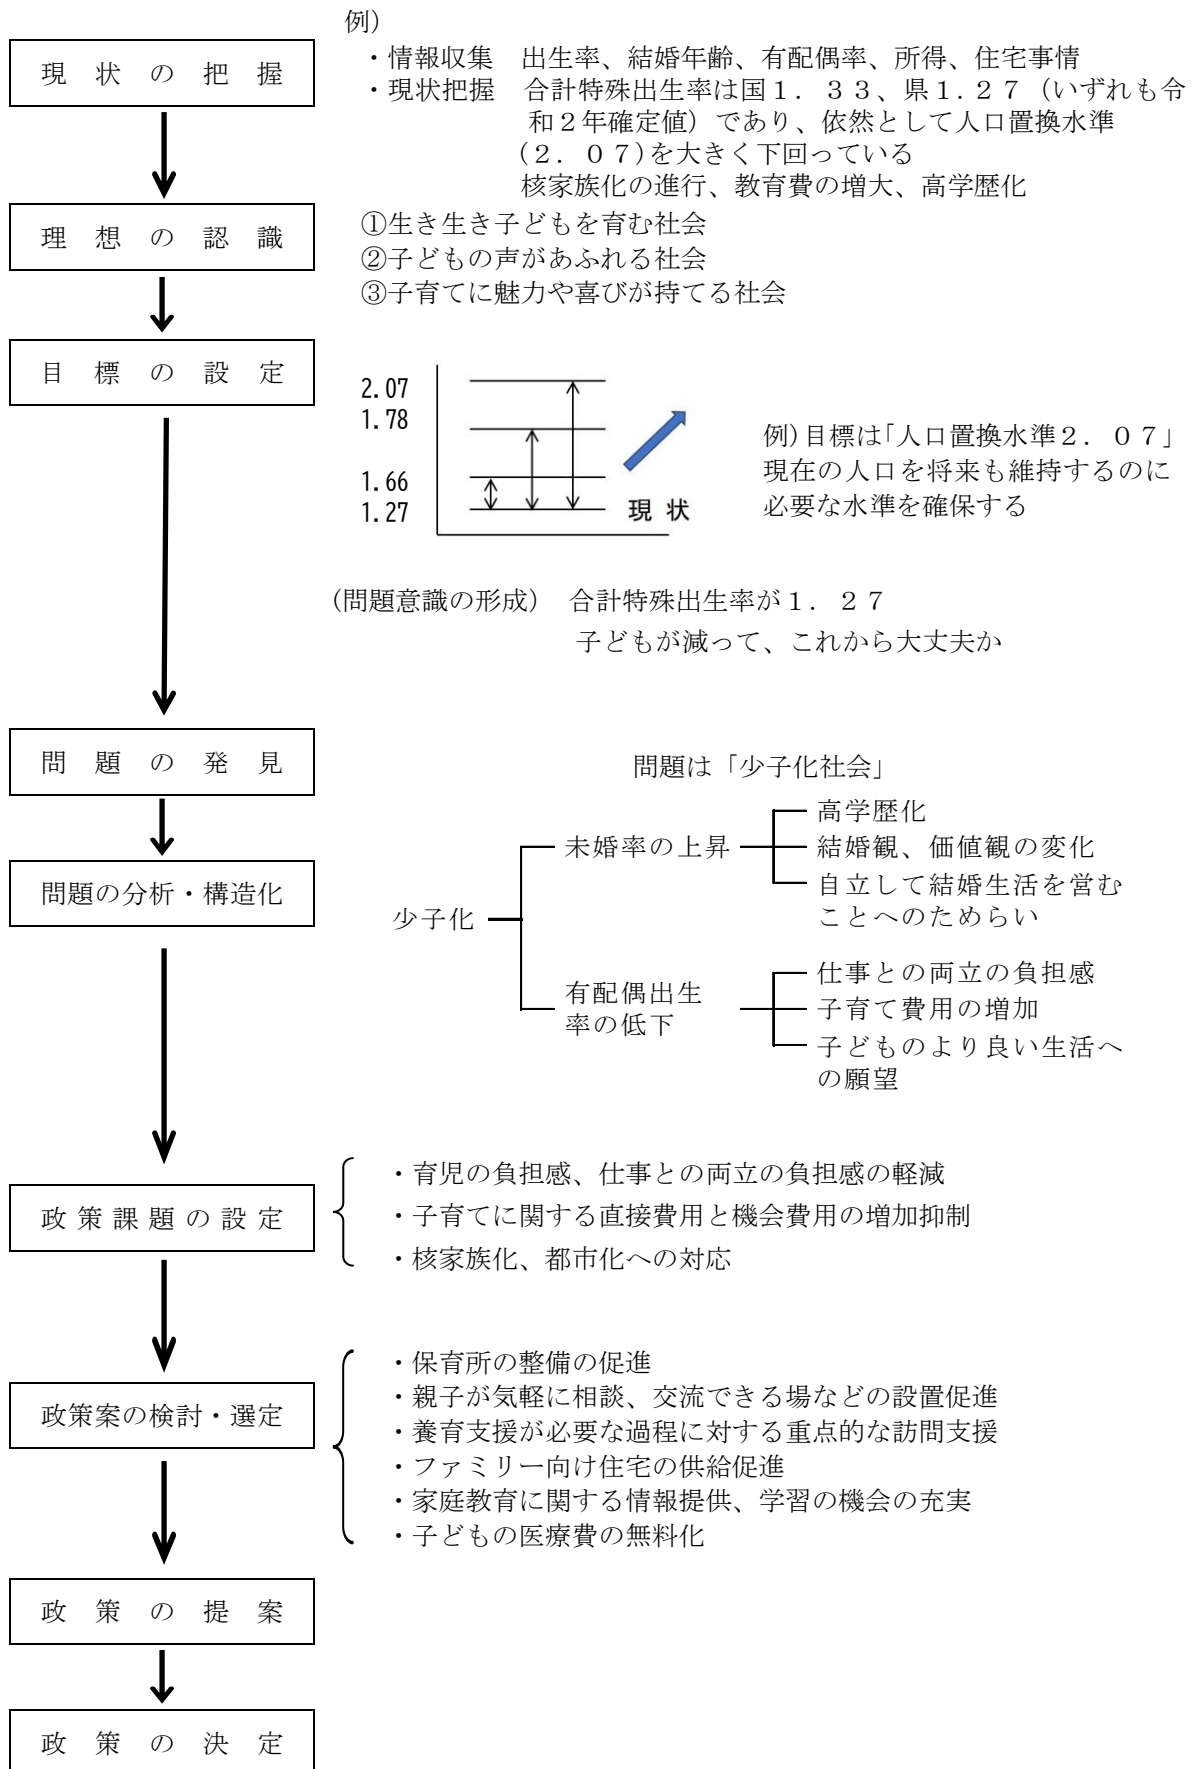 例)
現状の把握
・情報収集 出生率、結婚年齢、有配偶率、所得、住宅事情
・現状把握 合計特殊出生率は国１．３３、県１.２７（いずれも令
和２年確定値）であり、依然として人口置換水準
(２．０７)を大きく下回っている
核家族化の進行、教育費の増大、高学歴化
理想の認識
①生き生き子どもを育む社会
②子どもの声があふれる社会
③子育てに魅力や喜びが持てる社会
目標の設定
2.07
1.78
1.66
1.27
現状
例)目標は｢人口置換水準２．０７」
現在の人口を将来も維持するのに
必要な水準を確保する
(問題意識の形成) 合計特殊出生率が１．２７
子どもが減って、これから大丈夫か
問題の発見
問題は「少子化社会」
問題の分析・構造化
少子化
未婚率の上昇
高学歴化
結婚観、価値観の変化
自立して結婚生活を営む
ことへのためらい
有配偶出生
率の低下
仕事との両立の負担感
子育て費用の増加
子どものより良い生活へ
の願望
政策課題の設定
・育児の負担感、仕事との両立の負担感の軽減
・子育てに関する直接費用と機会費用の増加抑制
・核家族化、都市化への対応
政策案の検討・選定
・保育所の整備の促進
・親子が気軽に相談、交流できる場などの設置促進
・養育支援が必要な過程に対する重点的な訪問支援
・ファミリー向け住宅の供給促進
・家庭教育に関する情報提供、学習の機会の充実
・子どもの医療費の無料化
政策の提案
政策の決定